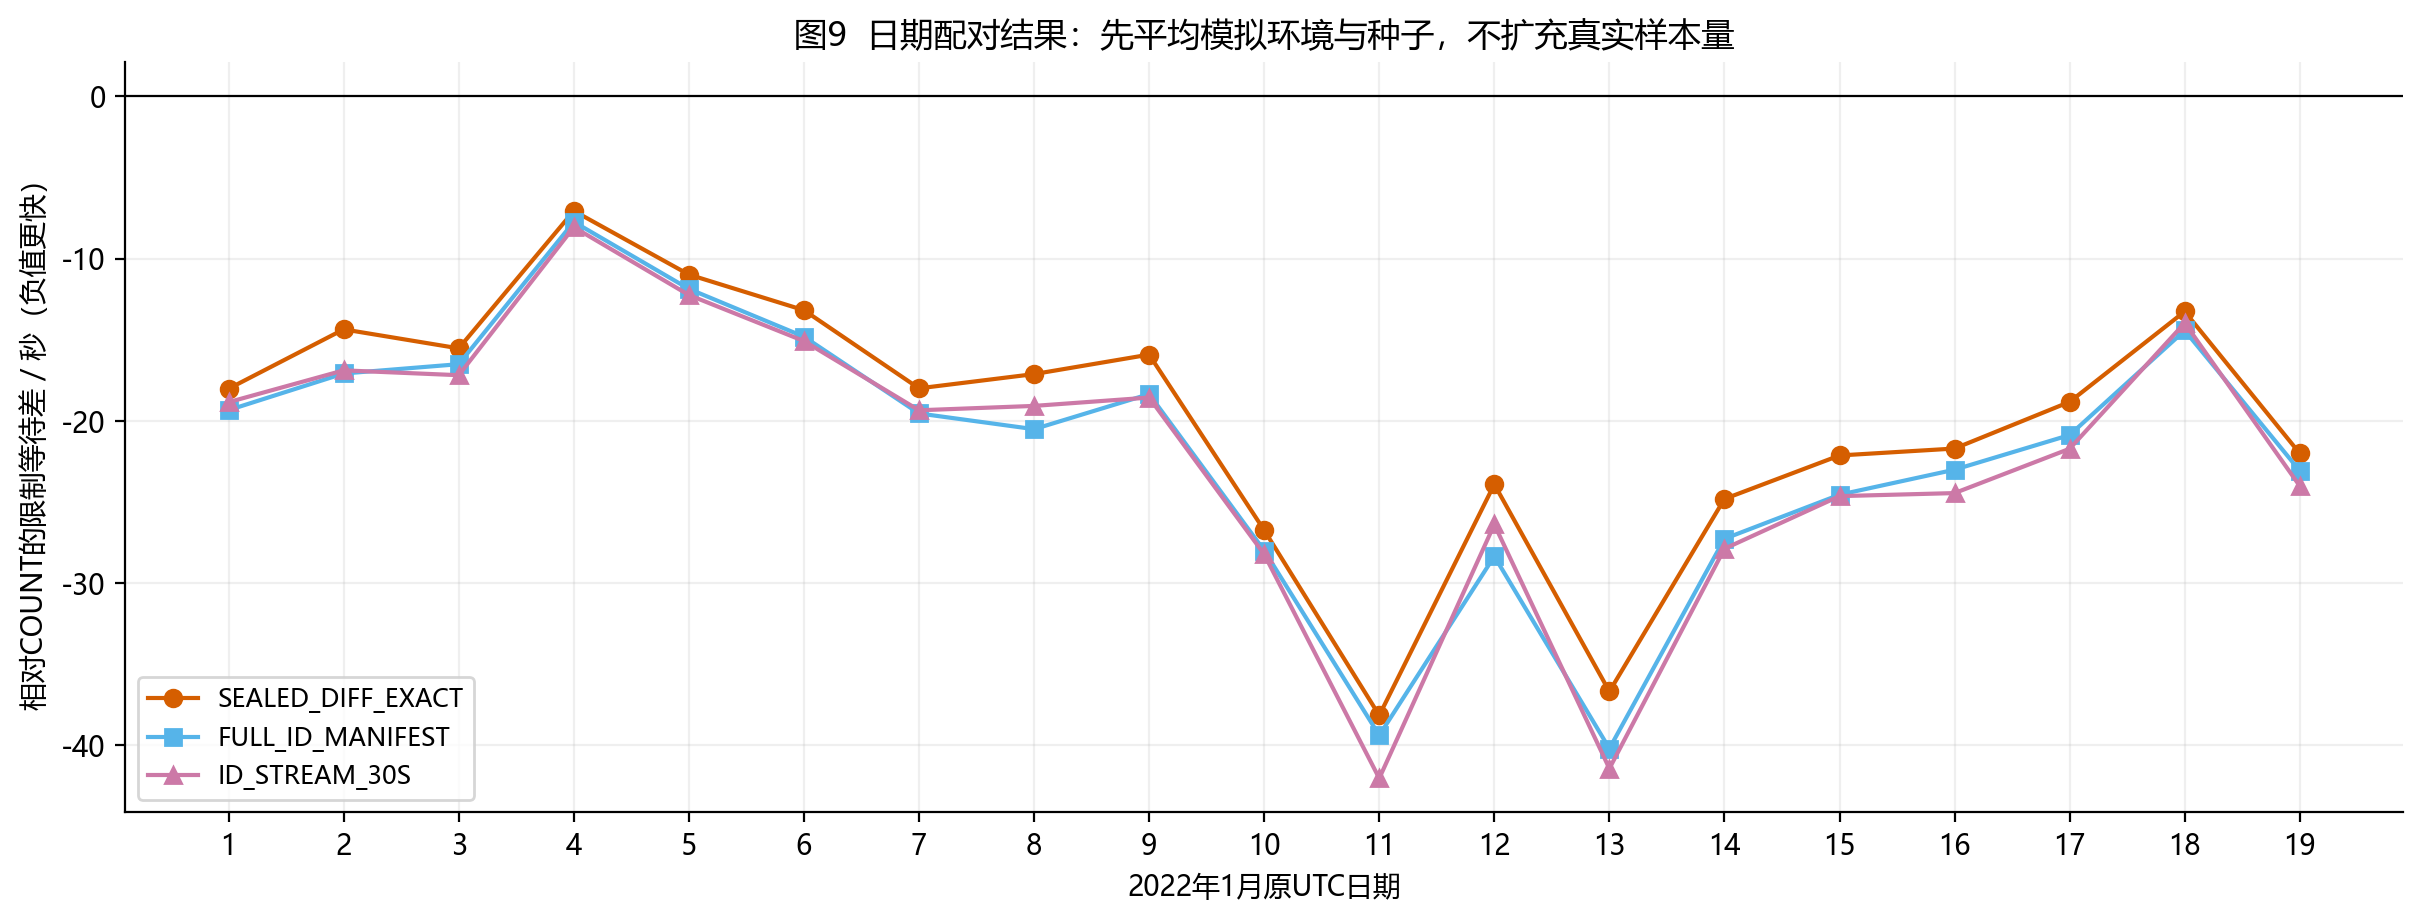 图9  日期配对结果：先平均模拟环境与种子，不扩充真实样本量
相对COUNT的限制等待差 / 秒（负值更快）
0
-10
-20
-30
-40
SEALED_DIFF_EXACT
FULL_ID_MANIFEST
ID_STREAM_30S
1 2 3 4 5 6 7 8 9 10 11 12 13 14 15 16 17 18 19
2022年1月原UTC日期